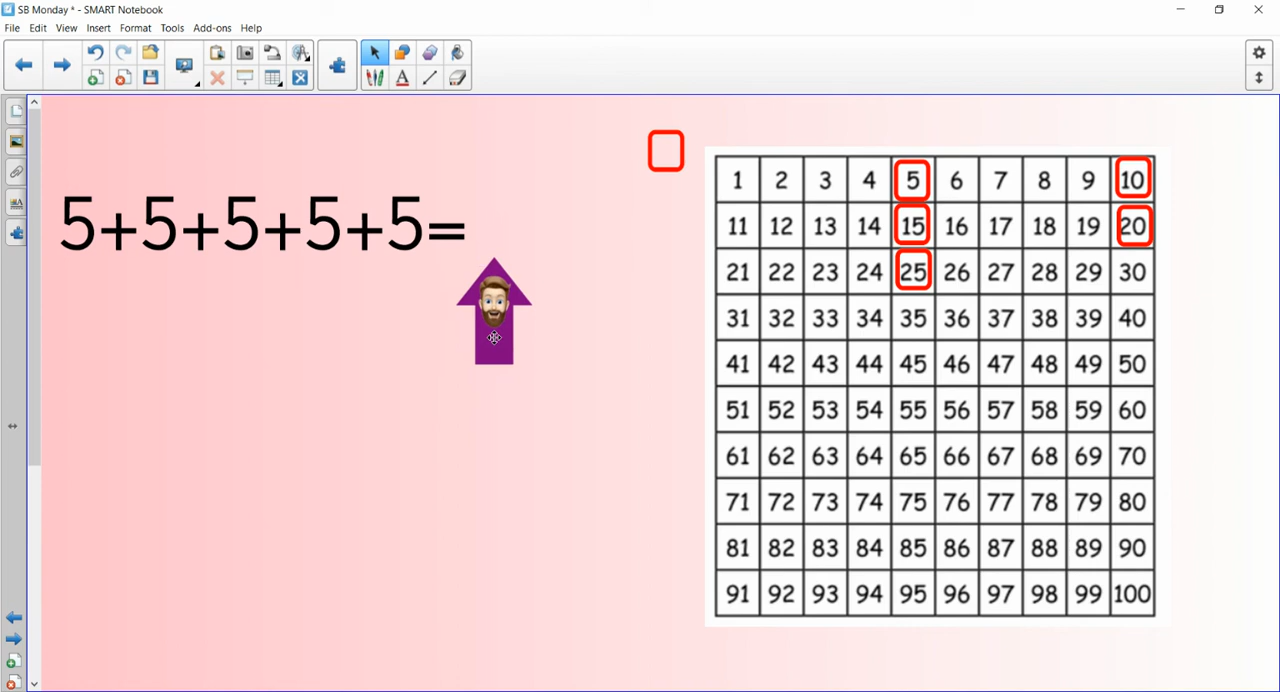 SB Monday * - SMART Notebook
File Edit View Insert Format Tools Add-ons Help
5+5+5+5+5=
1 2 3 4 5 6 7 8 9 10
11 12 13 14 15 16 17 18 19 20
21 22 23 24 25 26 27 28 29 30
31 32 33 34 35 36 37 38 39 40
41 42 43 44 45 46 47 48 49 50
51 52 53 54 55 56 57 58 59 60
61 62 63 64 65 66 67 68 69 70
71 72 73 74 75 76 77 78 79 80
81 82 83 84 85 86 87 88 89 90
91 92 93 94 95 96 97 98 99 100